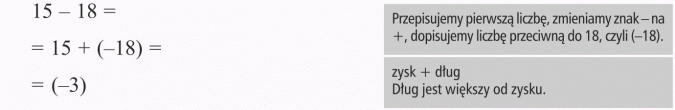 15 – 18 =
= 15 + (–18) =
= (–3)
Przepisujemy pierwszą liczbę, zmieniamy znak – na
+, dopisujemy liczbę przeciwną do 18, czyli (–18).
zysk + dług
Dług jest większy od zysku.